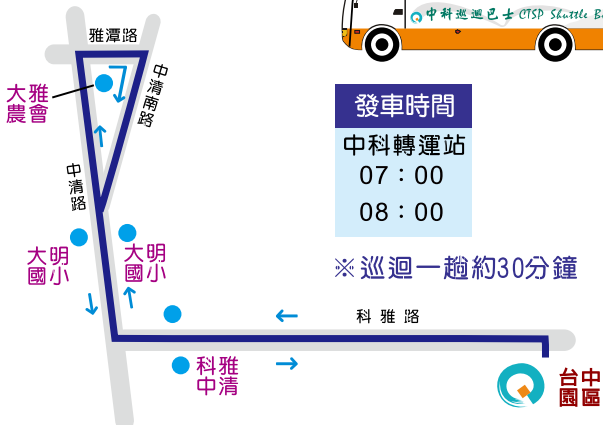 中科巡迴巴士 CTSP Shuttle B
雅潭路
中清南路
大雅
農會
中清路
大明
國小
大明
國小
發車時間
中科轉運站
07：00
08：00
※巡迴一趟約30分鐘
科雅路
科雅
中清
台中
園區